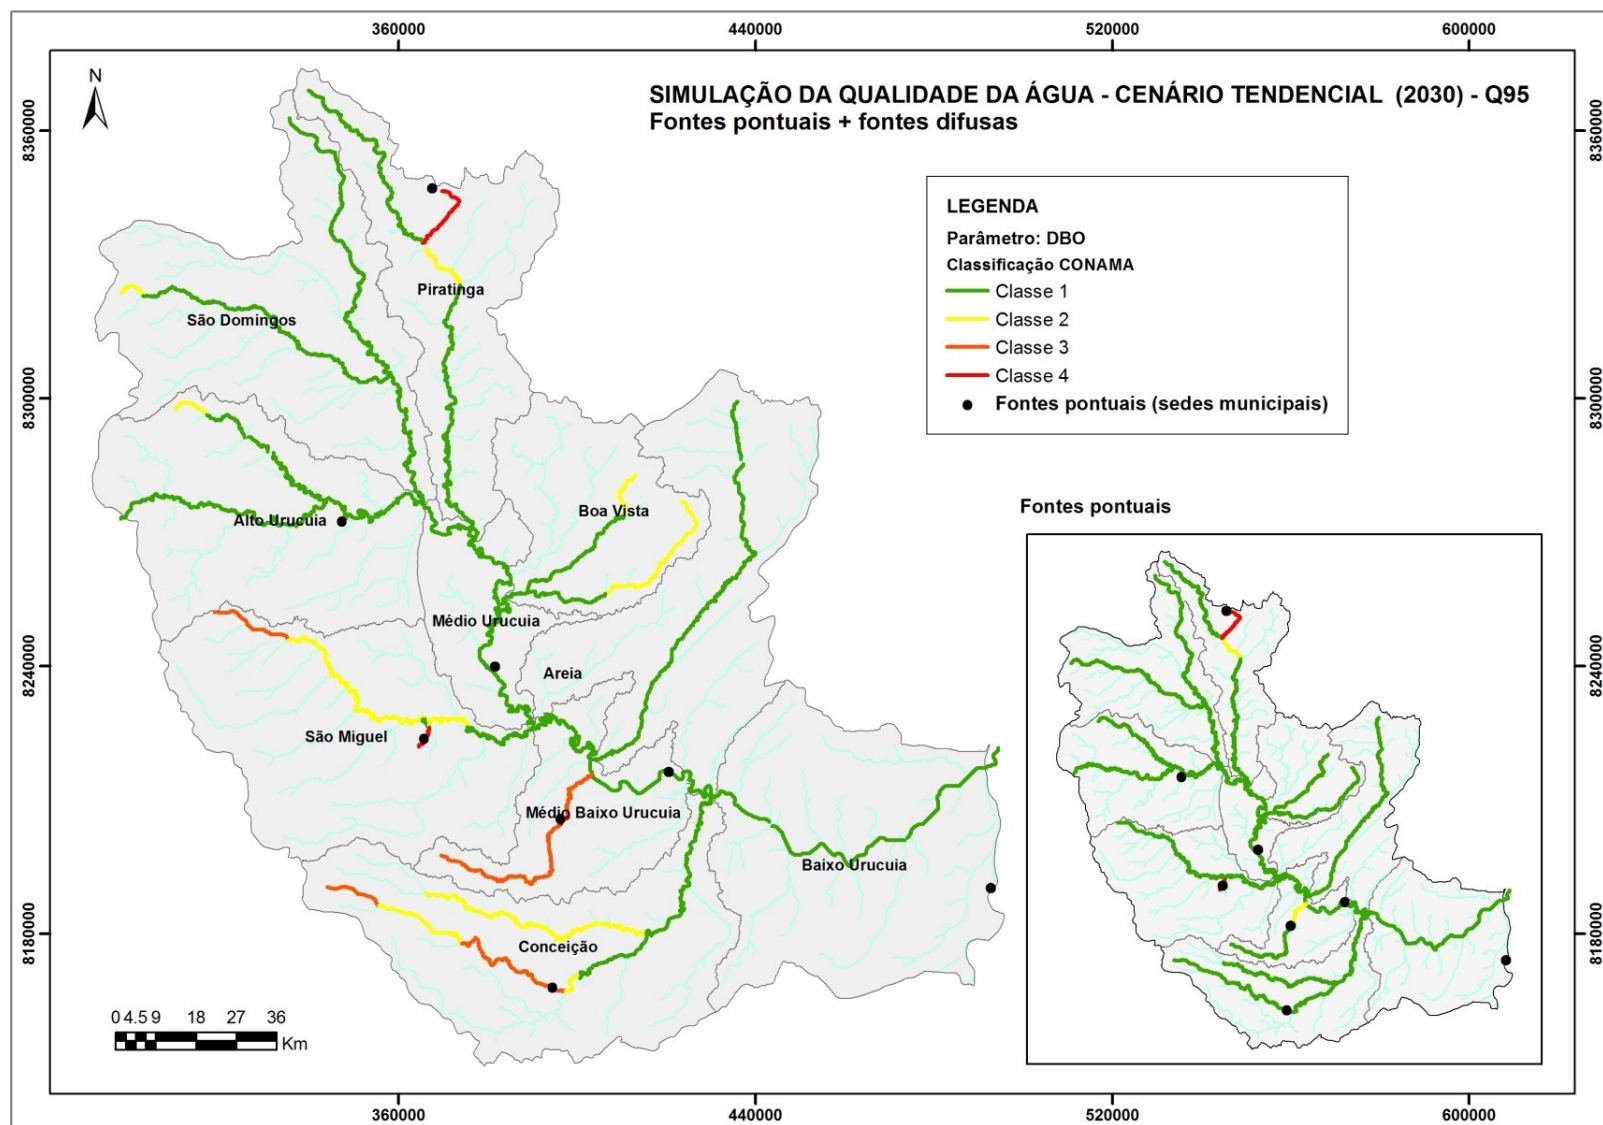 360000
440000
520000
600000
N
SIMULAÇÃO DA QUALIDADE DA ÁGUA - CENÁRIO TENDENCIAL (2030) - Q95
Fontes pontuais + fontes difusas
8360000
8360000
LEGENDA
Parâmetro: DBO
Classificação CONAMA
Classe 1
Classe 2
Classe 3
Classe 4
Fontes pontuais (sedes municipais)
Piratinga
São Domingos
8300000
8300000
Boa Vista
Alto Urucuia
Fontes pontuais
Médio Urucuia
8240000
8240000
Areia
São Miguel
Médio Baixo Urucuia
Baixo Urucuia
8180000
8180000
Conceição
0 4.5 9 18 27 36
Km
360000
440000
520000
600000